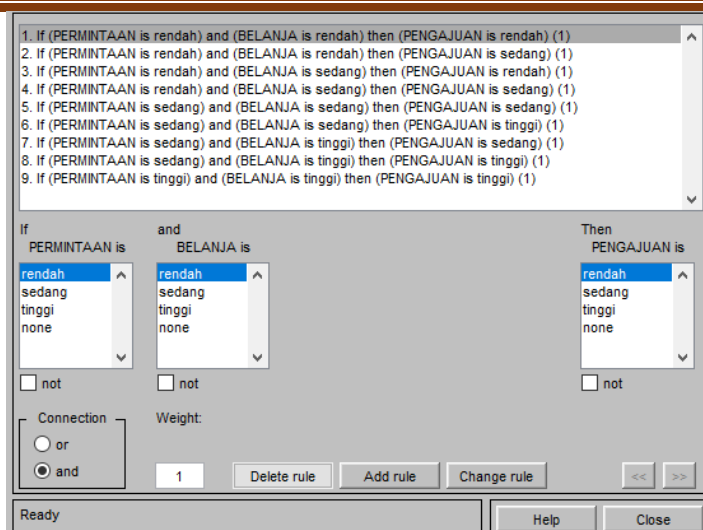 1. If (PERMINTAAN is rendah) and (BELANJA is rendah) then (PENGAJUAN is rendah) (1)
2. If (PERMINTAAN is rendah) and (BELANJA is rendah) then (PENGAJUAN is sedang) (1)
3. If (PERMINTAAN is rendah) and (BELANJA is sedang) then (PENGAJUAN is rendah) (1)
4. If (PERMINTAAN is rendah) and (BELANJA is sedang) then (PENGAJUAN is sedang) (1)
5. If (PERMINTAAN is sedang) and (BELANJA is sedang) then (PENGAJUAN is sedang) (1)
6. If (PERMINTAAN is sedang) and (BELANJA is sedang) then (PENGAJUAN is tinggi) (1)
7. If (PERMINTAAN is sedang) and (BELANJA is tinggi) then (PENGAJUAN is sedang) (1)
8. If (PERMINTAAN is sedang) and (BELANJA is tinggi) then (PENGAJUAN is tinggi) (1)
9. If (PERMINTAAN is tinggi) and (BELANJA is tinggi) then (PENGAJUAN is tinggi) (1)
If
PERMINTAAN is
rendah
sedang
tinggi
none
not
and
BELANJA is
rendah
sedang
tinggi
none
not
Then
PENGAJUAN is
rendah
sedang
tinggi
none
not
Connection
or
and
Weight:
1
Delete rule
Add rule
Change rule
<<
>>
Ready
Help
Close